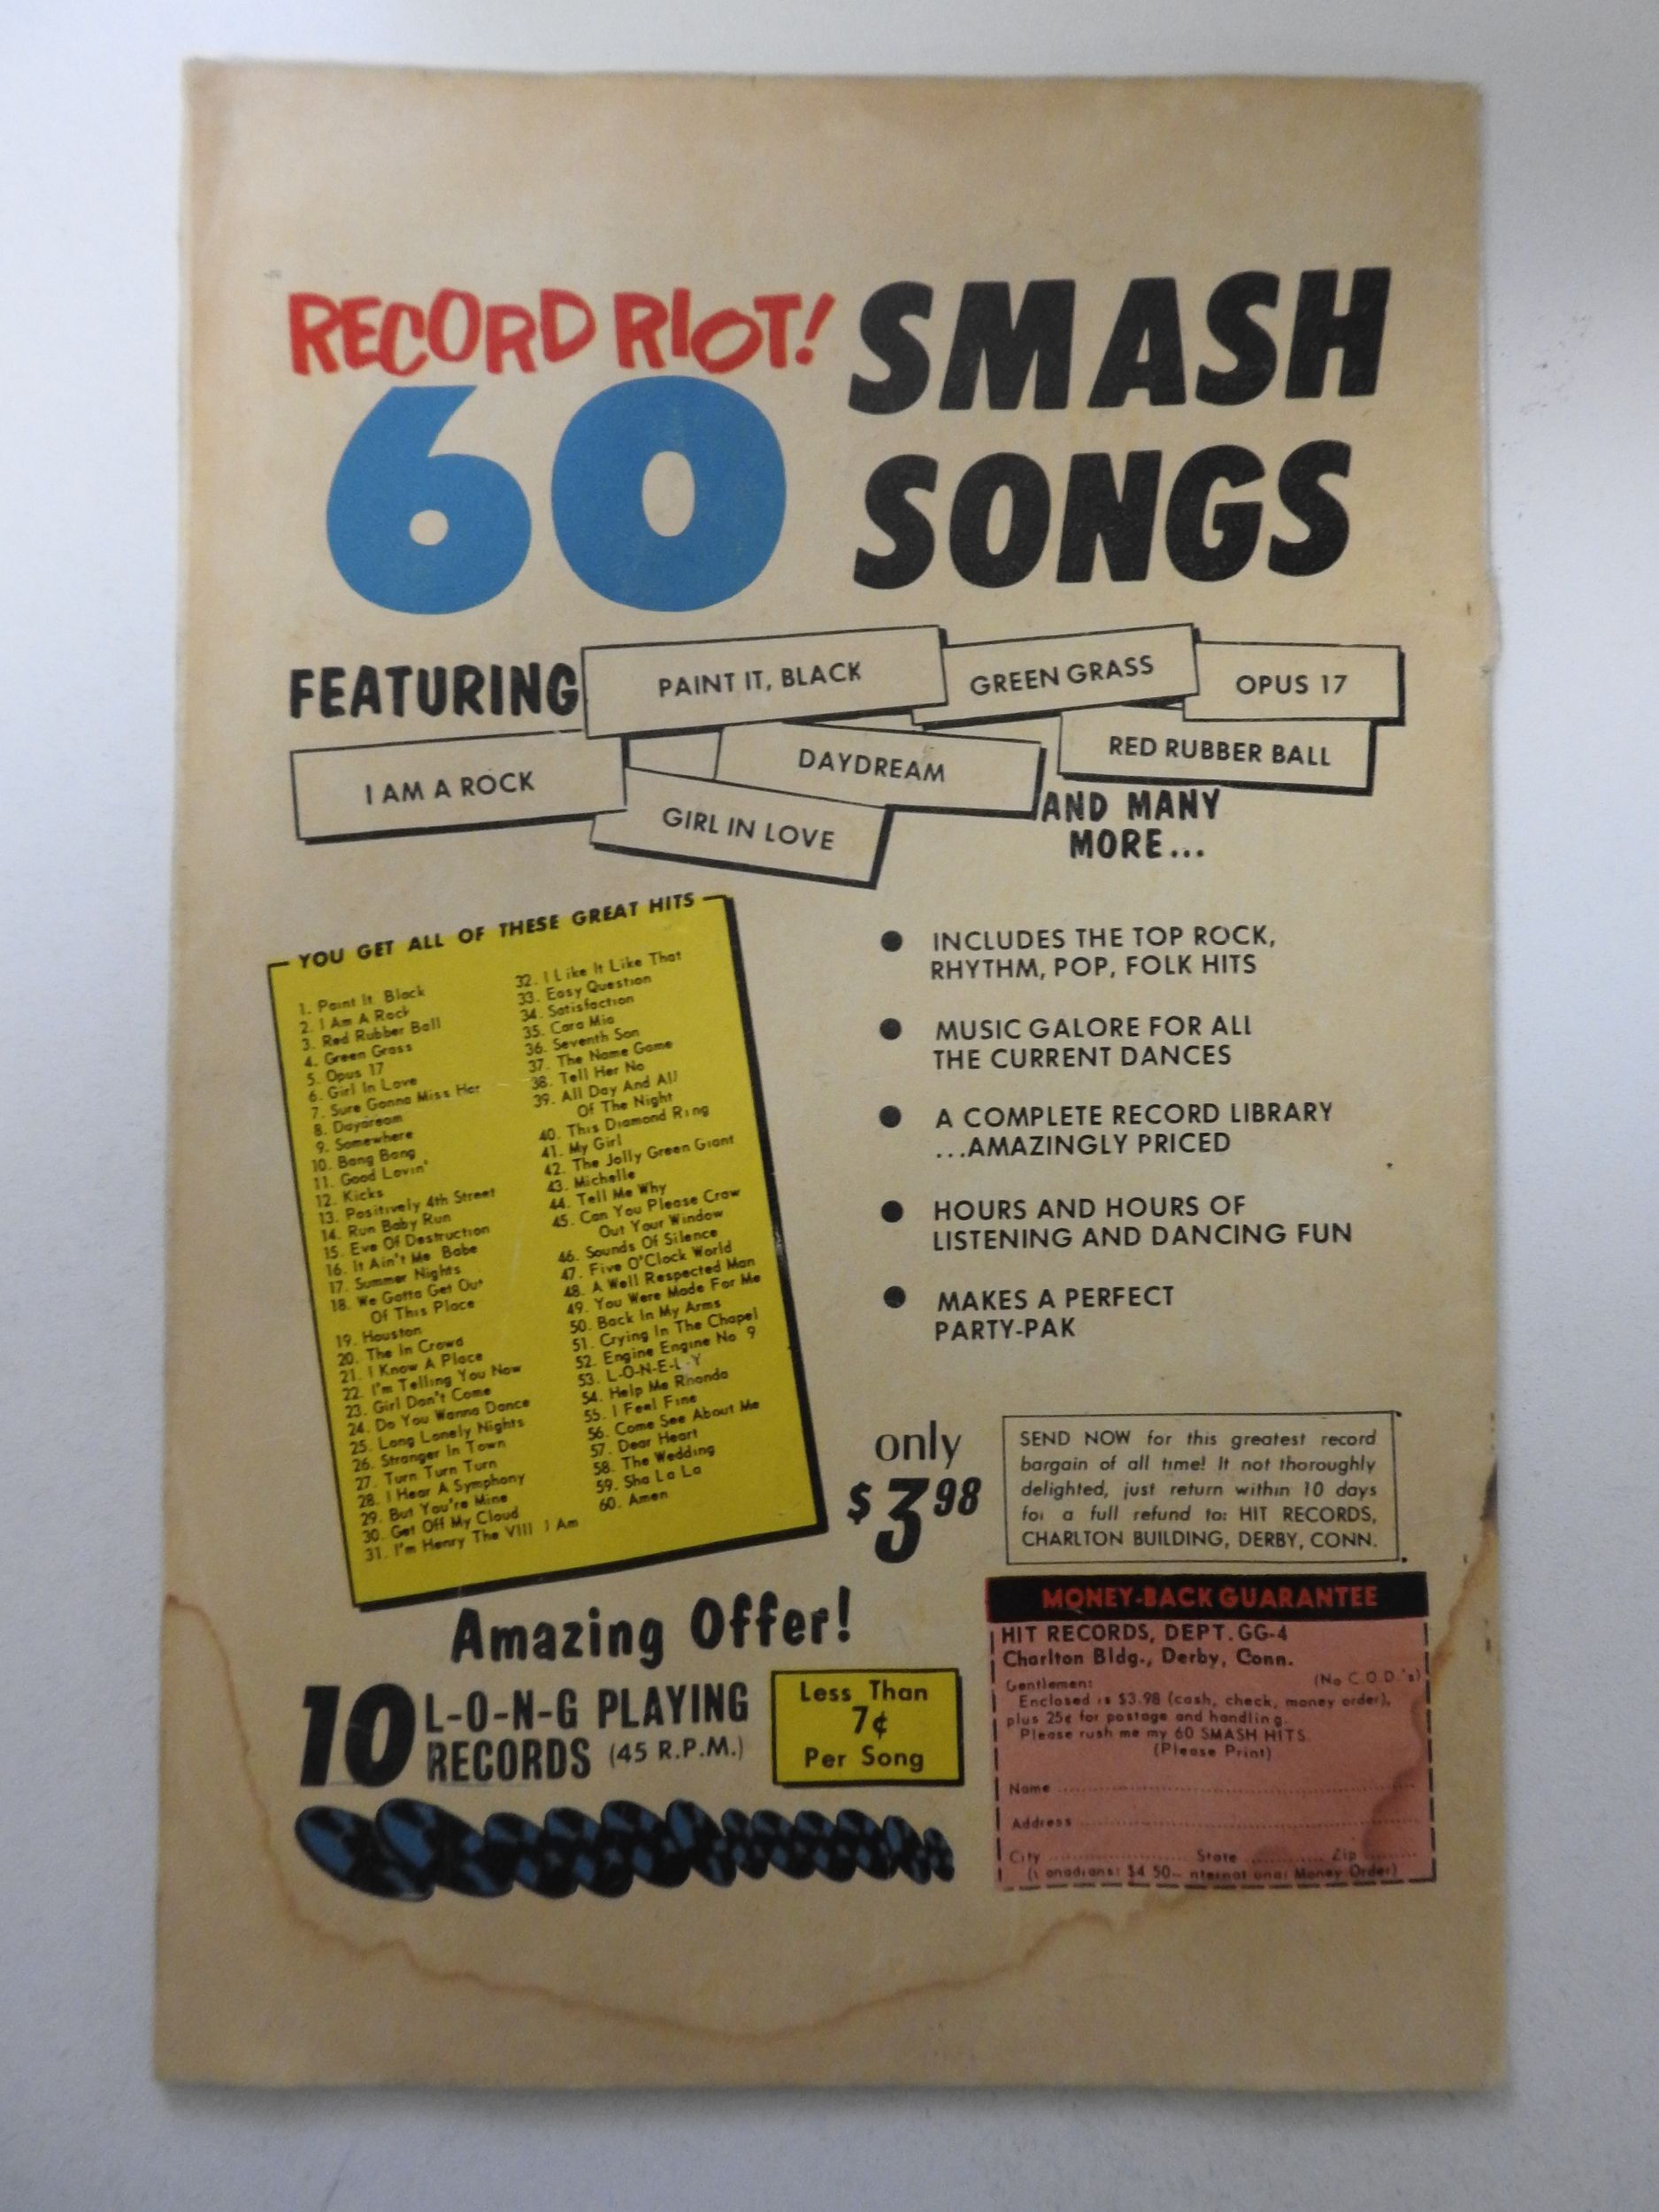 RECORD RIOT!
60
SMASH
SONGS
FEATURING
PAINT IT, BLACK
GREEN GRASS
OPUS 17
I AM A ROCK
DAYDREAM
RED RUBBER BALL
GIRL IN LOVE
AND MANY
MORE...
YOU GET ALL OF THESE GREAT HITS
1. Paint It Black
2. I Am A Rock
3. Red Rubber Ball
4. Green Grass
5. Opus 17
6. Girl In Love
7. Sure Gonna Miss Her
8. Daydream
9. Somewhere
10. Bang Bang
11. Good Lovin'
12. Kicks
13. Positively 4th Street
14. Run Baby Run
15. Eve Of Destruction
16. It Ain't Me Babe
17. Summer Nights
18. We Gotta Get Out
Of This Place
19. Houston
20. The In Crowd
21. I Know A Place
22. I'm Telling You Now
23. Girl Don't Come
24. Do You Wanna Dance
25. Long Lonely Nights
26. Stranger In Town
27. Turn Turn Turn
28. I Hear A Symphony
29. But You're Mine
30. Get Off My Cloud
31. I'm Henry The VIII I Am
32. I Like It Like That
33. Easy Question
34. Satisfaction
35. Cara Mia
36. Seventh Son
37. The Name Game
38. Tell Her No
39. All Day And All
Of The Night
40. This Diamond Ring
41. My Girl
42. The Jolly Green Giant
43. Michelle
44. Tell Me Why
45. Can You Please Craw
Out Your Window
46. Sounds Of Silence
47. Five O'Clock World
48. A Well Respected Man
49. You Were Made For Me
50. Back In My Arms
51. Crying In The Chapel
52. Engine Engine No 9
53. L-O-N-E-L-Y
54. Help Me Rhonda
55. I Feel Fine
56. Come See About Me
57. Dear Heart
58. The Wedding
59. Sha La La
60. Amen
● INCLUDES THE TOP ROCK,
RHYTHM, POP, FOLK HITS
● MUSIC GALORE FOR ALL
THE CURRENT DANCES
● A COMPLETE RECORD LIBRARY
...AMAZINGLY PRICED
● HOURS AND HOURS OF
LISTENING AND DANCING FUN
● MAKES A PERFECT
PARTY-PAK
only
$3 98
SEND NOW for this greatest record
bargain of all time! It not thoroughly
delighted, just return within 10 days
for a full refund to: HIT RECORDS,
CHARLTON BUILDING, DERBY, CONN.
Amazing Offer!
10 L-O-N-G PLAYING
RECORDS (45 R.P.M.)
Less Than
7¢
Per Song
MONEY-BACK GUARANTEE
HIT RECORDS, DEPT. GG-4
Charlton Bldg., Derby, Conn.
Gentlemen: (No C.O.D.'s)
Enclosed is $3.98 (cash, check, money order),
plus 25¢ for postage and handling.
Please rush me my 60 SMASH HITS.
(Please Print)
Name
Address
City State Zip
$4 50 Money Order)